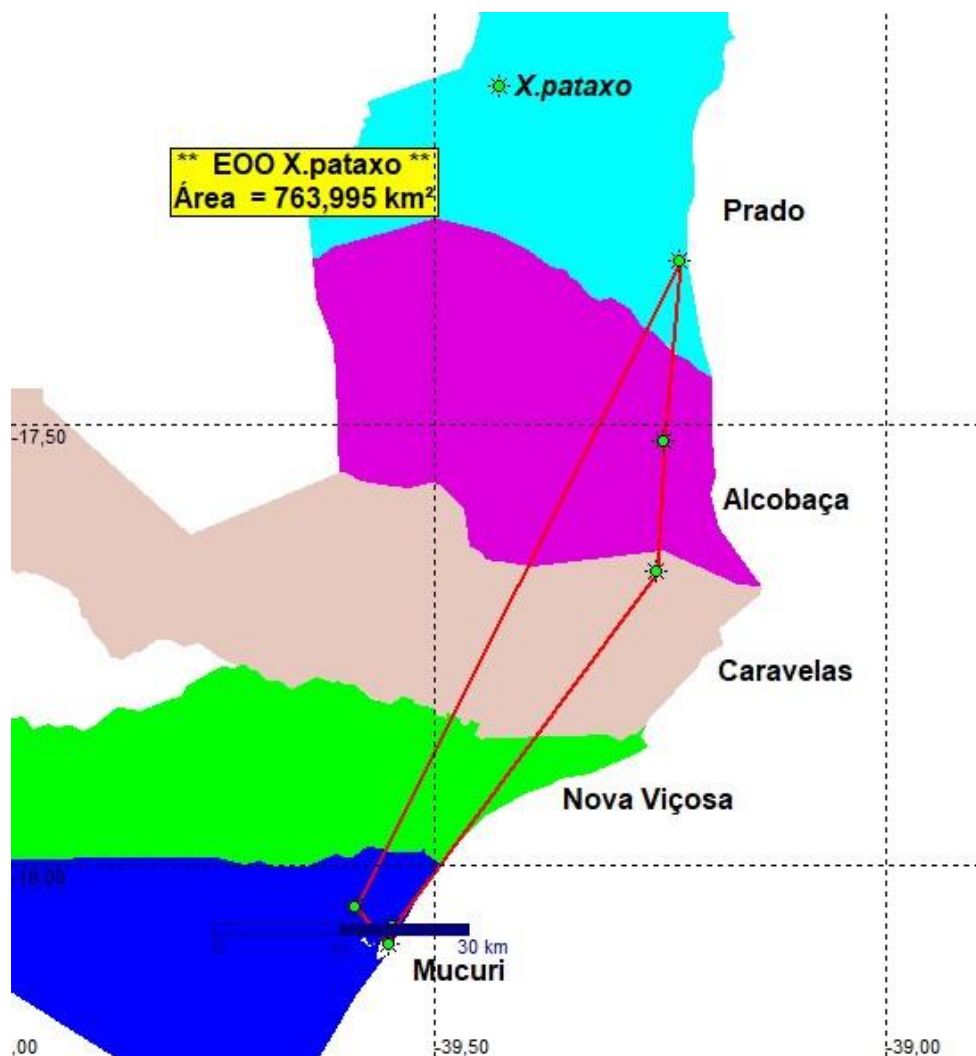 X.pataxo
** EOO X.pataxo **
Área = 763,995 km²
Prado
-17,50
Alcobaça
Caravelas
Nova Viçosa
-18,00
0
30 km
Mucuri
,00
-39,50
-39,00